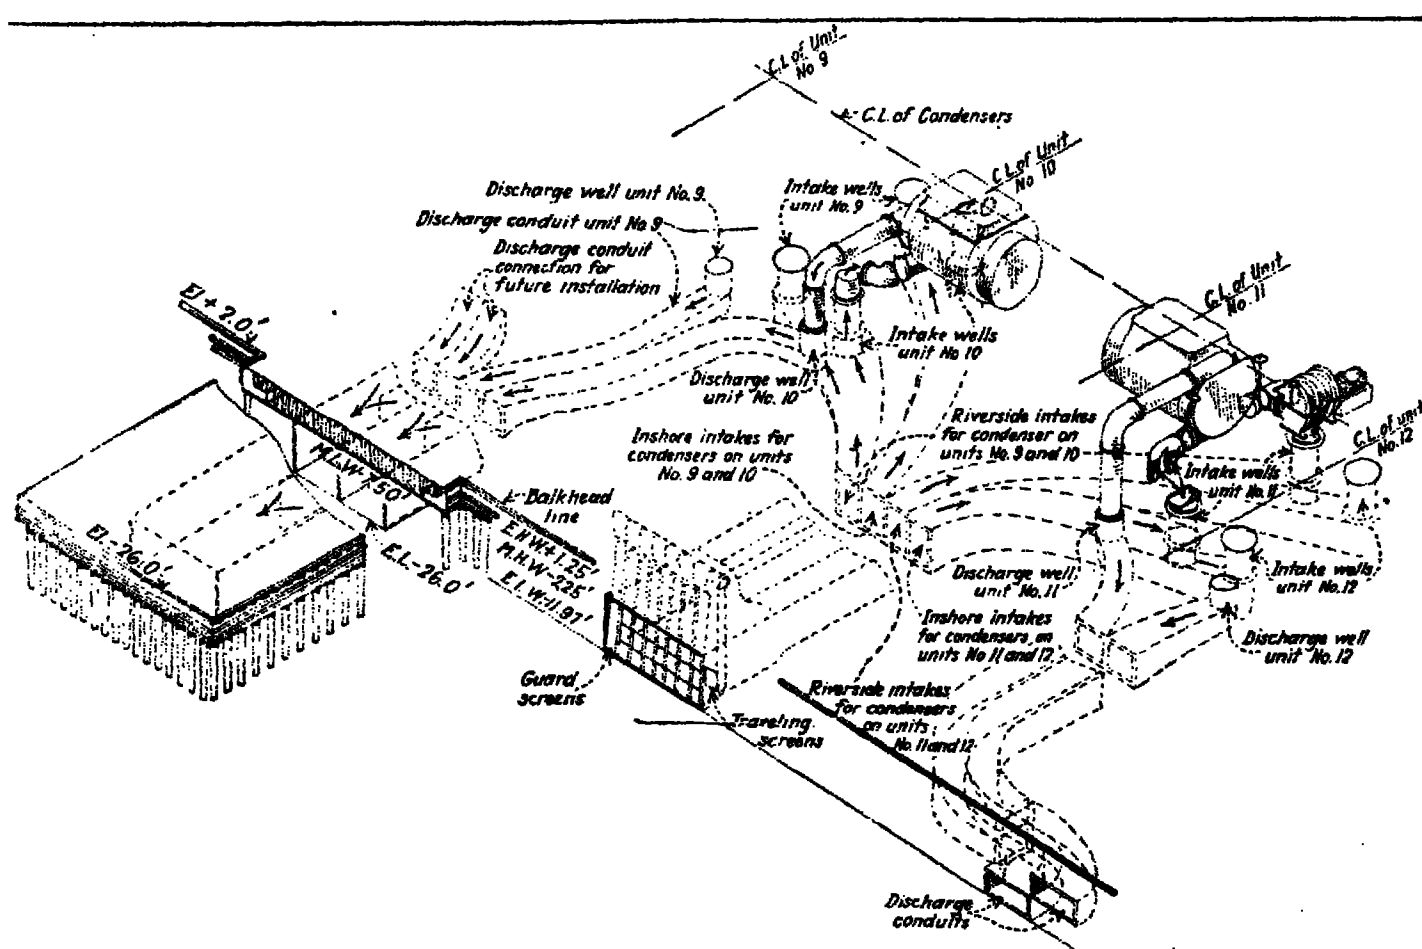 C.L. of Unit
No 9
C.L. of Condensers
C.L. of Unit
No 10
Discharge well unit No. 9
Intake wells
unit No. 9
Discharge conduit unit No 9
Discharge conduit
connection for
future installation
C.L. of Unit
No. 11
El + 7.0'
Intake wells
unit No 10
Discharge well
unit No. 10
Inshore intakes for
condensers on units
No. 9 and 10
Riverside intakes
for condenser on
units No. 9 and 10
C.L. of unit
No. 12
Intake wells
unit No. 11
M.L.W-7.50'
Bulkhead
line
E.H.W.+1.25'
M.H.W-2.25'
E.L.W-11.97'
El-26.0'
E.L-26.0'
Discharge well
unit No. 11
Intake wells
unit No. 12
Inshore intakes
for condensers, on
units No 11 and 12
Discharge well
unit No. 12
Guard
screens
Traveling
screens
Riverside intakes
for condensers
on units
No. 11 and 12
Discharge
conduits